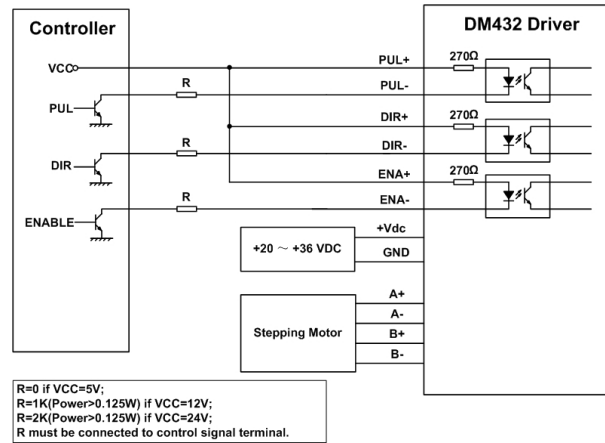 Controller
DM432 Driver
VCC
PUL+
270Ω
R
PUL-
PUL
DIR+
270Ω
R
DIR-
DIR
ENA+
270Ω
R
ENA-
ENABLE
+Vdc
+20 ~ +36 VDC
GND
A+
A-
Stepping Motor
B+
B-
R=0 if VCC=5V;
R=1K(Power>0.125W) if VCC=12V;
R=2K(Power>0.125W) if VCC=24V;
R must be connected to control signal terminal.